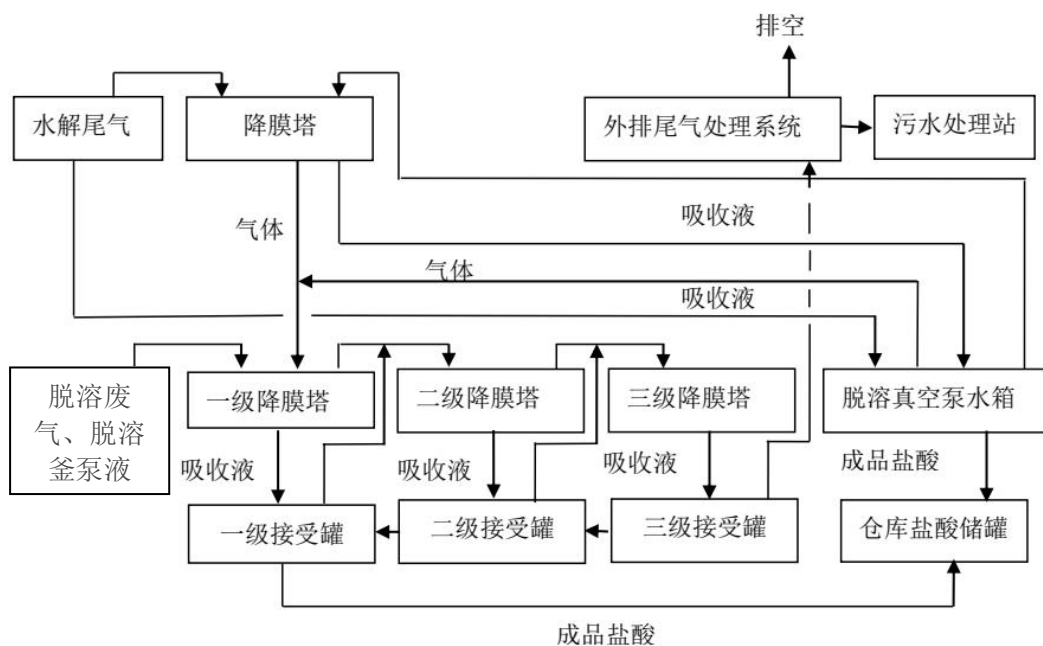 排空
水解尾气
降膜塔
外排尾气处理系统
污水处理站
吸收液
气体
气体
吸收液
脱溶废
气、脱溶
釜泵液
一级降膜塔
二级降膜塔
三级降膜塔
脱溶真空泵水箱
吸收液
吸收液
吸收液
成品盐酸
一级接受罐
二级接受罐
三级接受罐
仓库盐酸储罐
成品盐酸